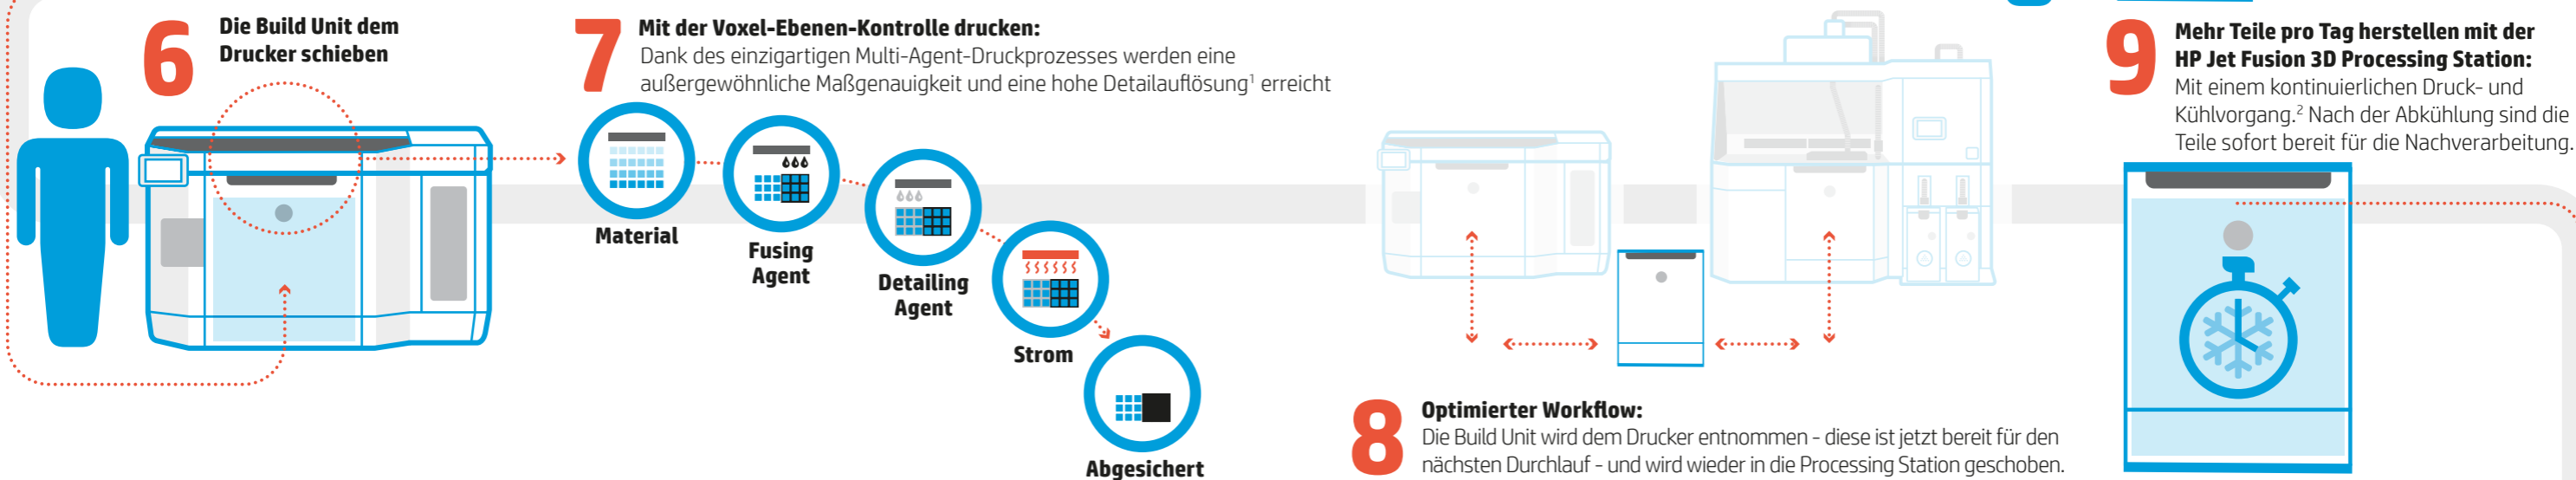 6
Die Build Unit dem
Drucker schieben
7
Mit der Voxel-Ebenen-Kontrolle drucken:
Dank des einzigartigen Multi-Agent-Druckprozesses werden eine
außergewöhnliche Maßgenauigkeit und eine hohe Detailauflösung¹ erreicht
Material
Fusing
Agent
Detailing
Agent
Strom
Abgesichert
8
Optimierter Workflow:
Die Build Unit wird dem Drucker entnommen - diese ist jetzt bereit für den
nächsten Durchlauf - und wird wieder in die Processing Station geschoben.
9
Mehr Teile pro Tag herstellen mit der
HP Jet Fusion 3D Processing Station:
Mit einem kontinuierlichen Druck- und
Kühlvorgang.² Nach der Abkühlung sind die
Teile sofort bereit für die Nachverarbeitung.